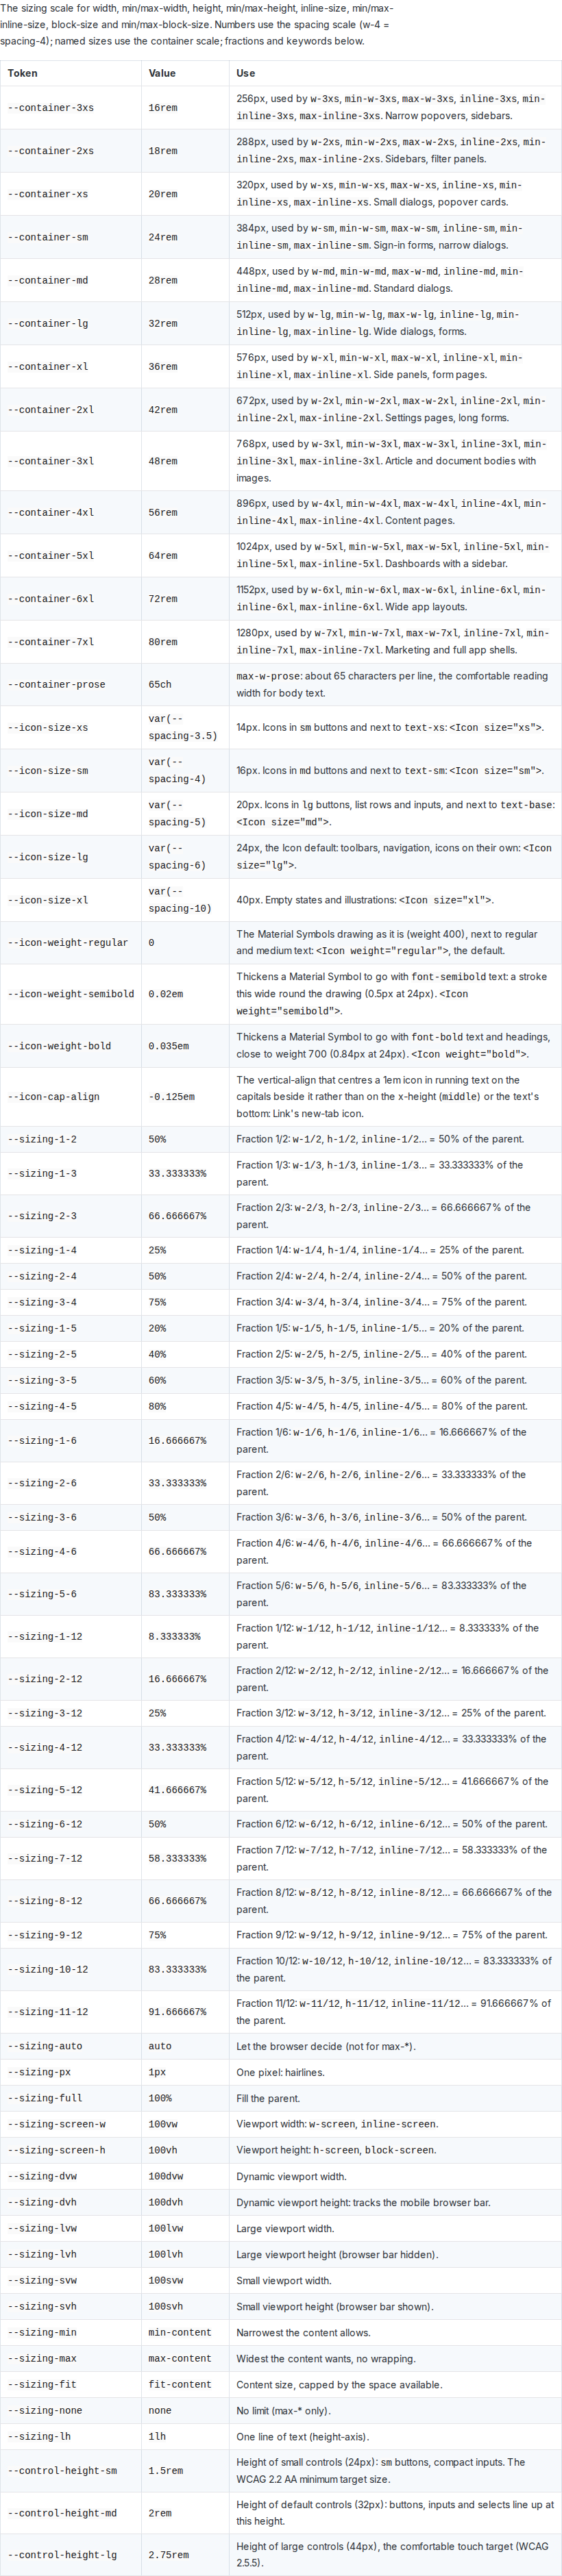 The sizing scale for width, min/max-width, height, min/max-height, inline-size, min/max-
inline-size, block-size and min/max-block-size. Numbers use the spacing scale (w-4 =
spacing-4); named sizes use the container scale; fractions and keywords below.
Token Value Use
--container-3xs 16rem 256px, used by w-3xs, min-w-3xs, max-w-3xs, inline-3xs, min-
inline-3xs, max-inline-3xs. Narrow popovers, sidebars.
--container-2xs 18rem 288px, used by w-2xs, min-w-2xs, max-w-2xs, inline-2xs, min-
inline-2xs, max-inline-2xs. Sidebars, filter panels.
--container-xs 20rem 320px, used by w-xs, min-w-xs, max-w-xs, inline-xs, min-
inline-xs, max-inline-xs. Small dialogs, popover cards.
--container-sm 24rem 384px, used by w-sm, min-w-sm, max-w-sm, inline-sm, min-
inline-sm, max-inline-sm. Sign-in forms, narrow dialogs.
--container-md 28rem 448px, used by w-md, min-w-md, max-w-md, inline-md, min-
inline-md, max-inline-md. Standard dialogs.
--container-lg 32rem 512px, used by w-lg, min-w-lg, max-w-lg, inline-lg, min-
inline-lg, max-inline-lg. Wide dialogs, forms.
--container-xl 36rem 576px, used by w-xl, min-w-xl, max-w-xl, inline-xl, min-
inline-xl, max-inline-xl. Side panels, form pages.
--container-2xl 42rem 672px, used by w-2xl, min-w-2xl, max-w-2xl, inline-2xl, min-
inline-2xl, max-inline-2xl. Settings pages, long forms.
--container-3xl 48rem 768px, used by w-3xl, min-w-3xl, max-w-3xl, inline-3xl, min-
inline-3xl, max-inline-3xl. Article and document bodies with
images.
--container-4xl 56rem 896px, used by w-4xl, min-w-4xl, max-w-4xl, inline-4xl, min-
inline-4xl, max-inline-4xl. Content pages.
--container-5xl 64rem 1024px, used by w-5xl, min-w-5xl, max-w-5xl, inline-5xl, min-
inline-5xl, max-inline-5xl. Dashboards with a sidebar.
--container-6xl 72rem 1152px, used by w-6xl, min-w-6xl, max-w-6xl, inline-6xl, min-
inline-6xl, max-inline-6xl. Wide app layouts.
--container-7xl 80rem 1280px, used by w-7xl, min-w-7xl, max-w-7xl, inline-7xl, min-
inline-7xl, max-inline-7xl. Marketing and full app shells.
--container-prose 65ch max-w-prose: about 65 characters per line, the comfortable reading
width for body text.
--icon-size-xs var(--
spacing-3.5) 14px. Icons in sm buttons and next to text-xs: <Icon size="xs">.
--icon-size-sm var(--
spacing-4) 16px. Icons in md buttons and next to text-sm: <Icon size="sm">.
--icon-size-md var(--
spacing-5) 20px. Icons in lg buttons, list rows and inputs, and next to text-base:
<Icon size="md">.
--icon-size-lg var(--
spacing-6) 24px, the Icon default: toolbars, navigation, icons on their own: <Icon
size="lg">.
--icon-size-xl var(--
spacing-10) 40px. Empty states and illustrations: <Icon size="xl">.
--icon-weight-regular 0 The Material Symbols drawing as it is (weight 400), next to regular
and medium text: <Icon weight="regular">, the default.
--icon-weight-semibold 0.02em Thickens a Material Symbol to go with font-semibold text: a stroke
this wide round the drawing (0.5px at 24px). <Icon
weight="semibold">.
--icon-weight-bold 0.035em Thickens a Material Symbol to go with font-bold text and headings,
close to weight 700 (0.84px at 24px). <Icon weight="bold">.
--icon-cap-align -0.125em The vertical-align that centres a 1em icon in running text on the
capitals beside it rather than on the x-height (middle) or the text's
bottom: Link's new-tab icon.
--sizing-1-2 50% Fraction 1/2: w-1/2, h-1/2, inline-1/2… = 50% of the parent.
--sizing-1-3 33.333333% Fraction 1/3: w-1/3, h-1/3, inline-1/3… = 33.333333% of the
parent.
--sizing-2-3 66.666667% Fraction 2/3: w-2/3, h-2/3, inline-2/3… = 66.666667% of the
parent.
--sizing-1-4 25% Fraction 1/4: w-1/4, h-1/4, inline-1/4… = 25% of the parent.
--sizing-2-4 50% Fraction 2/4: w-2/4, h-2/4, inline-2/4… = 50% of the parent.
--sizing-3-4 75% Fraction 3/4: w-3/4, h-3/4, inline-3/4… = 75% of the parent.
--sizing-1-5 20% Fraction 1/5: w-1/5, h-1/5, inline-1/5… = 20% of the parent.
--sizing-2-5 40% Fraction 2/5: w-2/5, h-2/5, inline-2/5… = 40% of the parent.
--sizing-3-5 60% Fraction 3/5: w-3/5, h-3/5, inline-3/5… = 60% of the parent.
--sizing-4-5 80% Fraction 4/5: w-4/5, h-4/5, inline-4/5… = 80% of the parent.
--sizing-1-6 16.666667% Fraction 1/6: w-1/6, h-1/6, inline-1/6… = 16.666667% of the
parent.
--sizing-2-6 33.333333% Fraction 2/6: w-2/6, h-2/6, inline-2/6… = 33.333333% of the
parent.
--sizing-3-6 50% Fraction 3/6: w-3/6, h-3/6, inline-3/6… = 50% of the parent.
--sizing-4-6 66.666667% Fraction 4/6: w-4/6, h-4/6, inline-4/6… = 66.666667% of the
parent.
--sizing-5-6 83.333333% Fraction 5/6: w-5/6, h-5/6, inline-5/6… = 83.333333% of the
parent.
--sizing-1-12 8.333333% Fraction 1/12: w-1/12, h-1/12, inline-1/12… = 8.333333% of the
parent.
--sizing-2-12 16.666667% Fraction 2/12: w-2/12, h-2/12, inline-2/12… = 16.666667% of the
parent.
--sizing-3-12 25% Fraction 3/12: w-3/12, h-3/12, inline-3/12… = 25% of the parent.
--sizing-4-12 33.333333% Fraction 4/12: w-4/12, h-4/12, inline-4/12… = 33.333333% of the
parent.
--sizing-5-12 41.666667% Fraction 5/12: w-5/12, h-5/12, inline-5/12… = 41.666667% of the
parent.
--sizing-6-12 50% Fraction 6/12: w-6/12, h-6/12, inline-6/12… = 50% of the parent.
--sizing-7-12 58.333333% Fraction 7/12: w-7/12, h-7/12, inline-7/12… = 58.333333% of the
parent.
--sizing-8-12 66.666667% Fraction 8/12: w-8/12, h-8/12, inline-8/12… = 66.666667% of the
parent.
--sizing-9-12 75% Fraction 9/12: w-9/12, h-9/12, inline-9/12… = 75% of the parent.
--sizing-10-12 83.333333% Fraction 10/12: w-10/12, h-10/12, inline-10/12… = 83.333333% of
the parent.
--sizing-11-12 91.666667% Fraction 11/12: w-11/12, h-11/12, inline-11/12… = 91.666667% of
the parent.
--sizing-auto auto Let the browser decide (not for max-*).
--sizing-px 1px One pixel: hairlines.
--sizing-full 100% Fill the parent.
--sizing-screen-w 100vw Viewport width: w-screen, inline-screen.
--sizing-screen-h 100vh Viewport height: h-screen, block-screen.
--sizing-dvw 100dvw Dynamic viewport width.
--sizing-dvh 100dvh Dynamic viewport height: tracks the mobile browser bar.
--sizing-lvw 100lvw Large viewport width.
--sizing-lvh 100lvh Large viewport height (browser bar hidden).
--sizing-svw 100svw Small viewport width.
--sizing-svh 100svh Small viewport height (browser bar shown).
--sizing-min min-content Narrowest the content allows.
--sizing-max max-content Widest the content wants, no wrapping.
--sizing-fit fit-content Content size, capped by the space available.
--sizing-none none No limit (max-* only).
--sizing-lh 1lh One line of text (height-axis).
--control-height-sm 1.5rem Height of small controls (24px): sm buttons, compact inputs. The
WCAG 2.2 AA minimum target size.
--control-height-md 2rem Height of default controls (32px): buttons, inputs and selects line up at
this height.
--control-height-lg 2.75rem Height of large controls (44px), the comfortable touch target (WCAG
2.5.5).